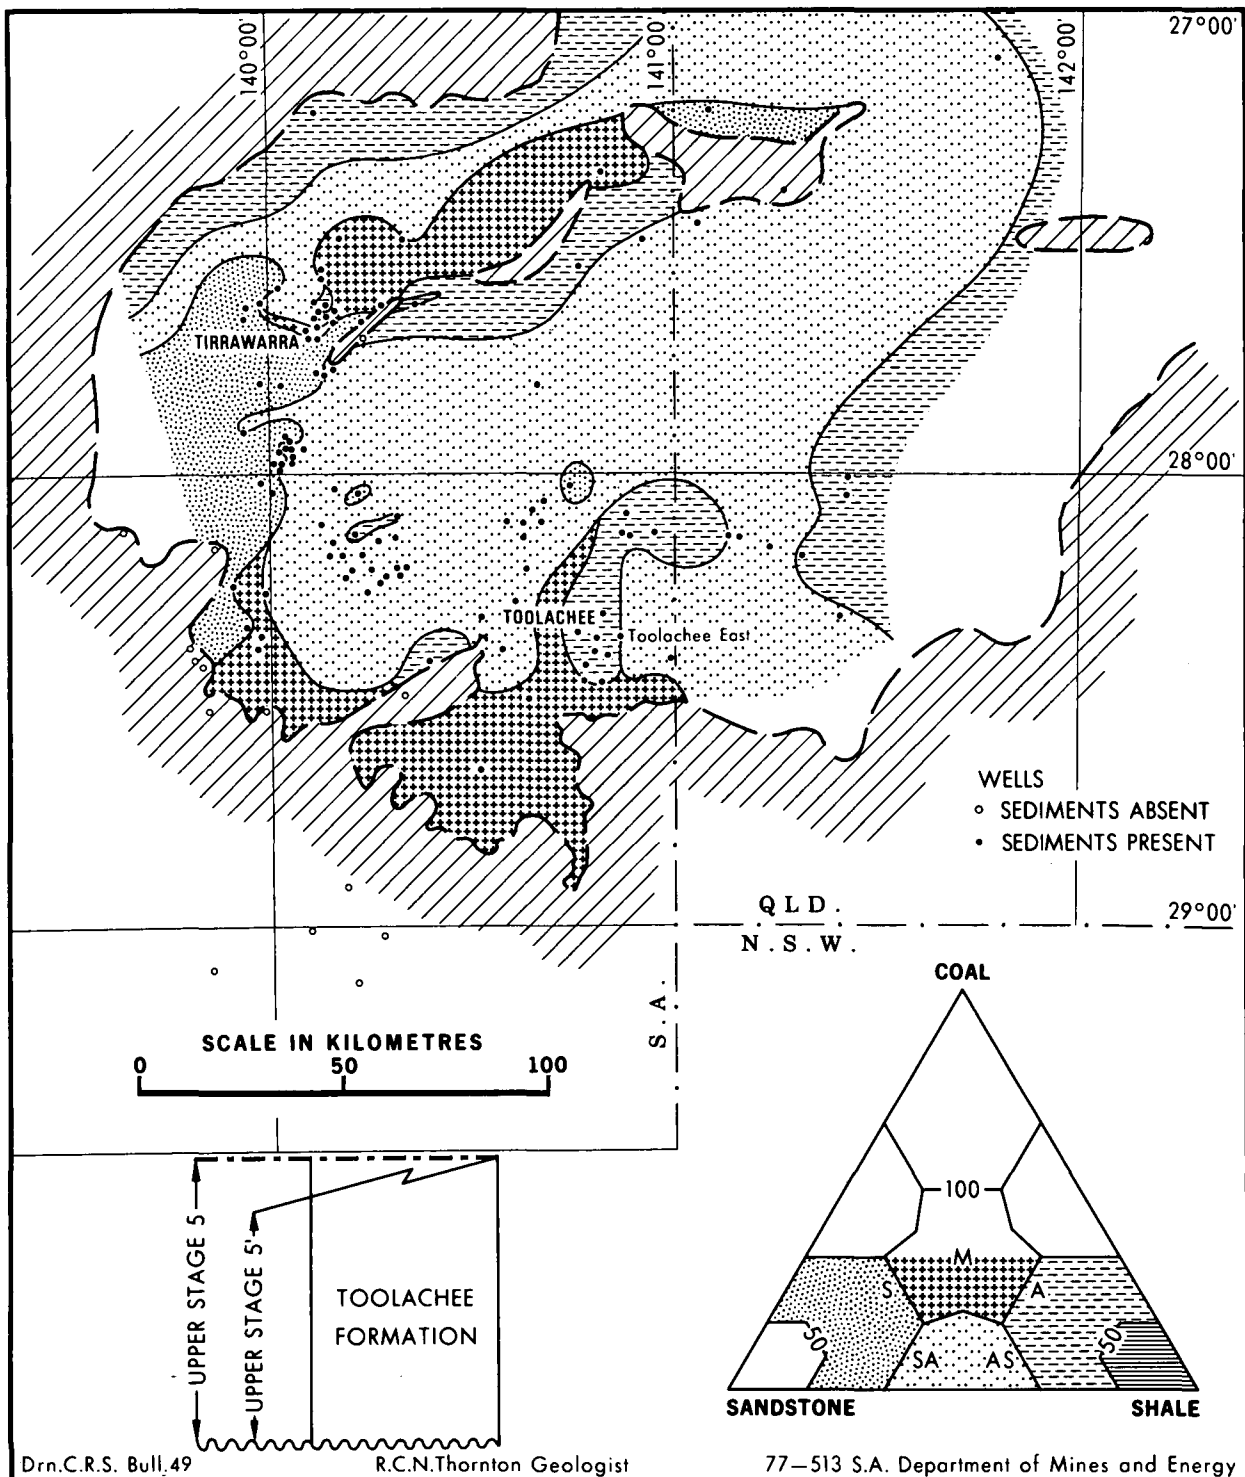 140°00'
141°00'
142°00'
27°00'
TIRRAWARRA
28°00'
TOOLACHEE
Toolachee East
WELLS
○ SEDIMENTS ABSENT
• SEDIMENTS PRESENT
QLD.
N.S.W.
29°00'
S.A.
SCALE IN KILOMETRES
0 50 100
COAL
100
M
S
A
50
SA
AS
50
SANDSTONE
SHALE
UPPER STAGE 5
UPPER STAGE 5'
TOOLACHEE
FORMATION
Drn.C.R.S. Bull.49
R.C.N.Thornton Geologist
77–513 S.A. Department of Mines and Energy